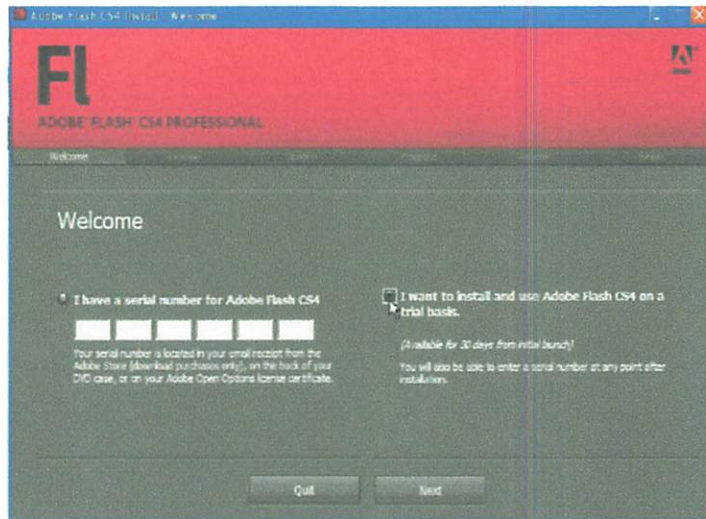 Adobe Flash CS4 Install - Welcome
Fl
ADOBE® FLASH® CS4 PROFESSIONAL
Adobe
Welcome
Welcome
I have a serial number for Adobe Flash CS4
Your serial number is located in your email receipt from the
Adobe Store (download purchases only), on the back of your
DVD case, or on your Adobe Open Options license certificate.
I want to install and use Adobe Flash CS4 on a
trial basis.
(Available for 30 days from initial launch)
You will also be able to enter a serial number at any point after
installation.
Quit
Next